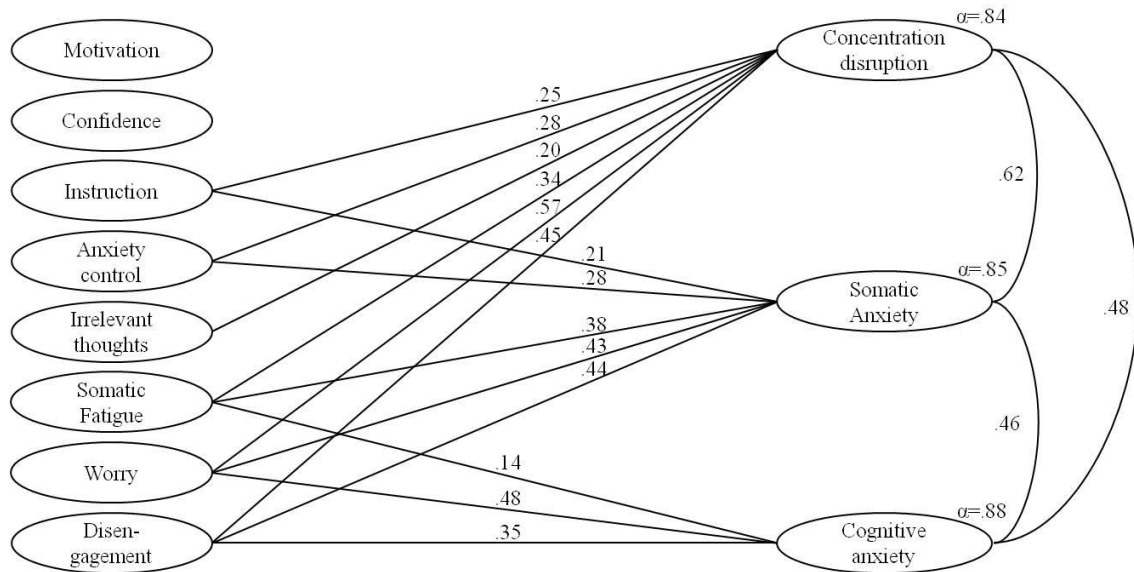 Motivation
Confidence
Instruction
Anxiety
control
Irrelevant
thoughts
Somatic
Fatigue
Worry
Disen-
gagement
.25
.28
.20
.34
.57
.45
.21
.28
.38
.43
.44
.14
.48
.35
α=.84
Concentration
disruption
α=.85
Somatic
Anxiety
α=.88
Cognitive
anxiety
.62
.48
.46